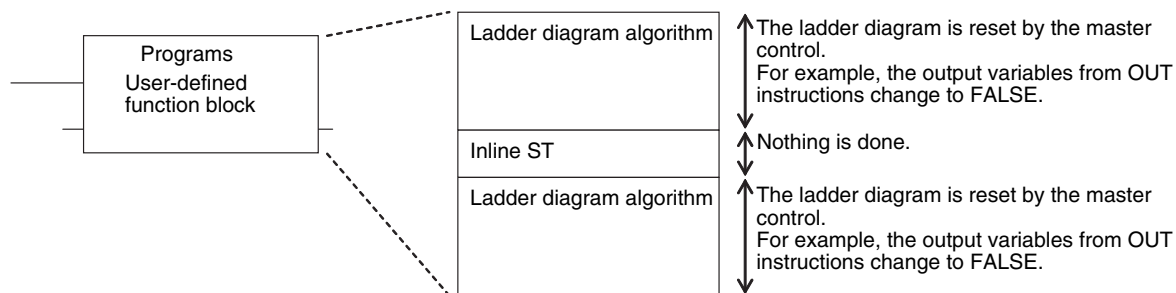 Programs
User-defined
function block
Ladder diagram algorithm
The ladder diagram is reset by the master
control.
For example, the output variables from OUT
instructions change to FALSE.
Inline ST
Nothing is done.
Ladder diagram algorithm
The ladder diagram is reset by the master
control.
For example, the output variables from OUT
instructions change to FALSE.